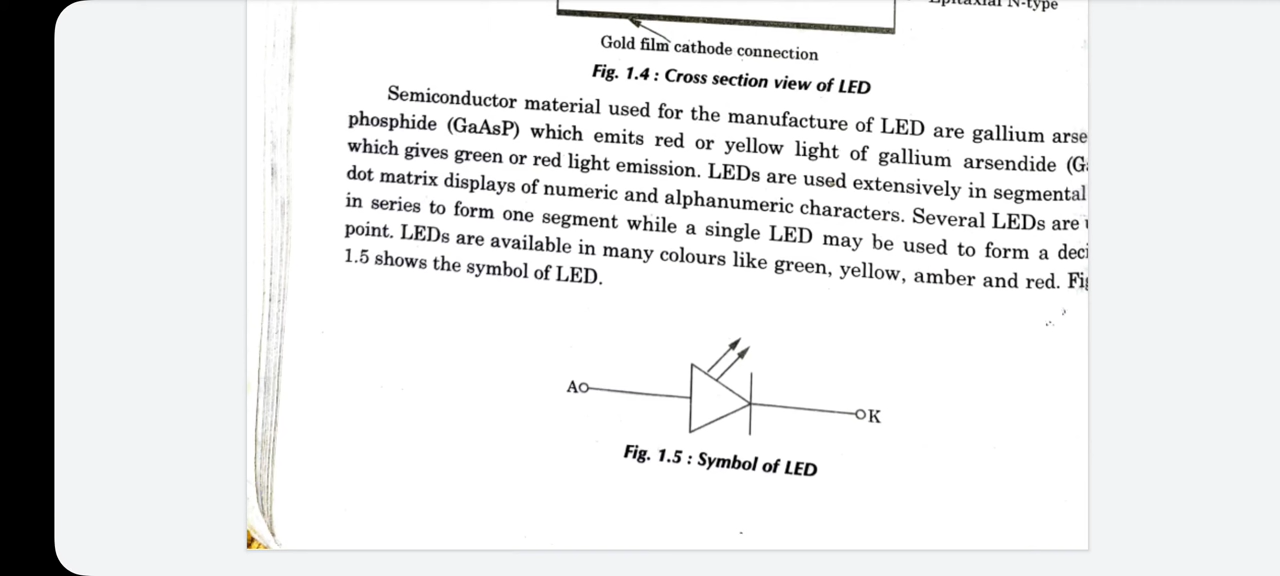 N-type
Gold film cathode connection
Fig. 1.4 : Cross section view of LED
Semiconductor material used for the manufacture of LED are gallium arse
phosphide (GaAsP) which emits red or yellow light of gallium arsendide (Ga
which gives green or red light emission. LEDs are used extensively in segmental
dot matrix displays of numeric and alphanumeric characters. Several LEDs are
in series to form one segment while a single LED may be used to form a deci
point. LEDs are available in many colours like green, yellow, amber and red. Fig
1.5 shows the symbol of LED.
A
K
Fig. 1.5 : Symbol of LED